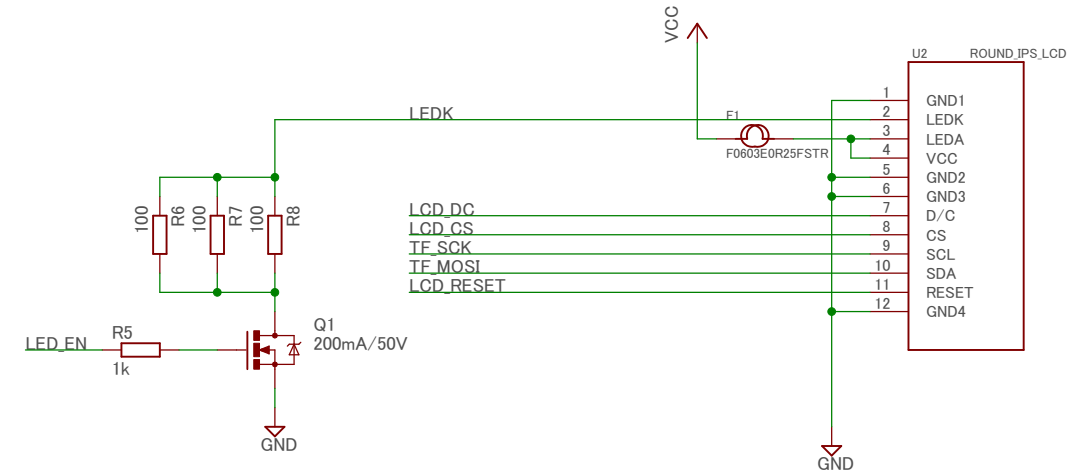 VCC
U2 ROUND_IPS_LCD
1 GND1
LEDK 2 LEDK
F1
3 LEDA
F0603E0R25FSTR
4 VCC
5 GND2
6 GND3
100 R6
100 R7
100 R8
LCD_DC 7 D/C
LCD_CS 8 CS
TF_SCK 9 SCL
TF_MOSI 10 SDA
LCD_RESET 11 RESET
12 GND4
Q1
200mA/50V
R5
LED_EN
1k
GND
GND